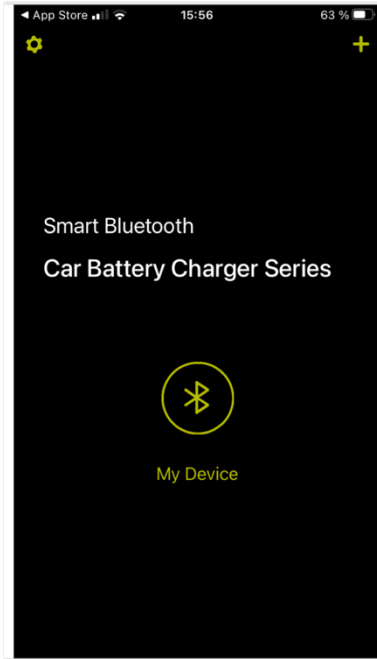 App Store 15:56 63 %
Smart Bluetooth
Car Battery Charger Series
My Device